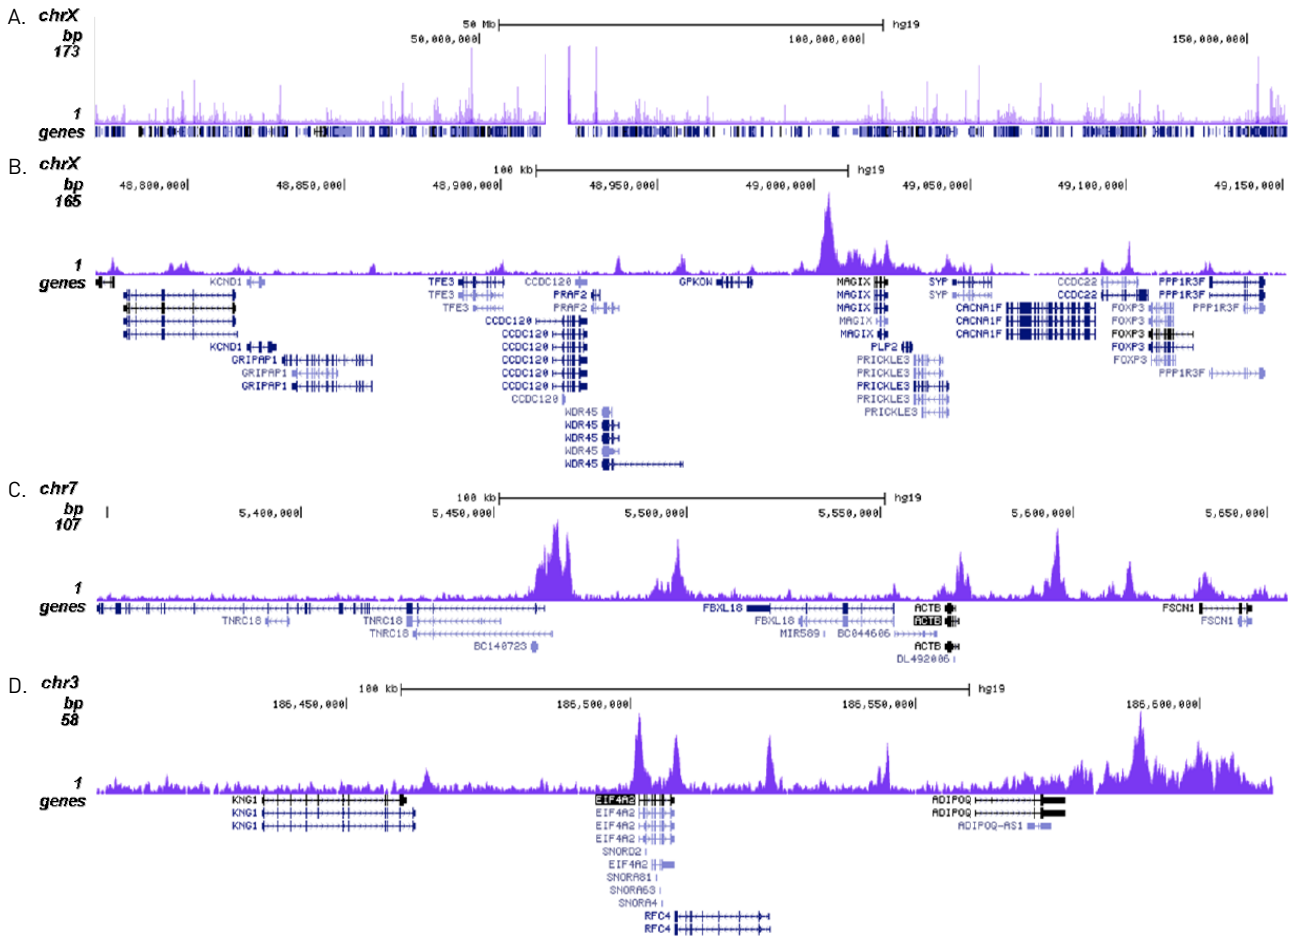 A. chrX 50 Mb hg19
bp 50,000,000 100,000,000 150,000,000
173
1
genes
B. chrX 100 kb hg19
bp 48,800,000 48,850,000 48,900,000 48,950,000 49,000,000 49,050,000 49,100,000 49,150,000
165
1
genes KCND1 TFE3 CCDC120 GPKOW MAGIX SYP CCDC22 PPP1R3F
TFE3 PRAF2 MAGIX SYP CCDC22 PPP1R3F
TFE3 PRAF2 MAGIX CACNA1F FOXP3 PPP1R3F
CCDC120 MAGIX CACNA1F FOXP3
CCDC120 MAGIX CACNA1F FOXP3
KCND1 CCDC120 PLP2 FOXP3
GRIPAP1 CCDC120 PRICKLE3 FOXP3
GRIPAP1 CCDC120 PRICKLE3 PPP1R3F
GRIPAP1 CCDC120 PRICKLE3
CCDC120 PRICKLE3
WDR45 PRICKLE3
WDR45
WDR45
WDR45
WDR45
C. chr7 100 kb hg19
bp 5,400,000 5,450,000 5,500,000 5,550,000 5,600,000 5,650,000
107
1
genes FBXL18 ACTB FSCN1
TNRC18 TNRC18 FBXL18 ACTB FSCN1
TNRC18 MIR589 BC044606
BC140723 ACTB
DL492006
D. chr3 100 kb hg19
bp 186,450,000 186,500,000 186,550,000 186,600,000
58
1
genes KNG1 EIF4A2 ADIPOQ
KNG1 EIF4A2 ADIPOQ
KNG1 EIF4A2 ADIPOQ-AS1
EIF4A2
SNORD2
EIF4A2
SNORA81
SNORA63
SNORA4
RFC4
RFC4